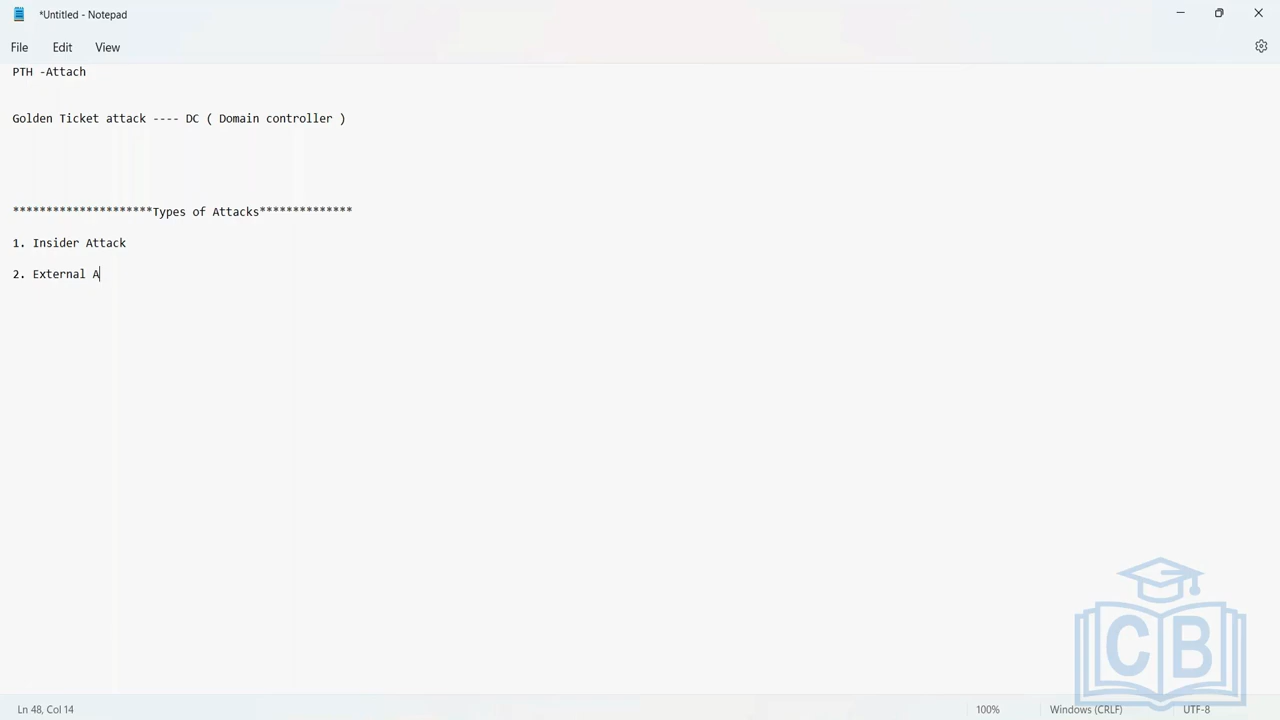 *Untitled - Notepad
File Edit View
PTH -Attach
Golden Ticket attack ---- DC ( Domain controller )
*********************Types of Attacks**************
1. Insider Attack
2. External A
CB
Ln 48, Col 14 100% Windows (CRLF) UTF-8